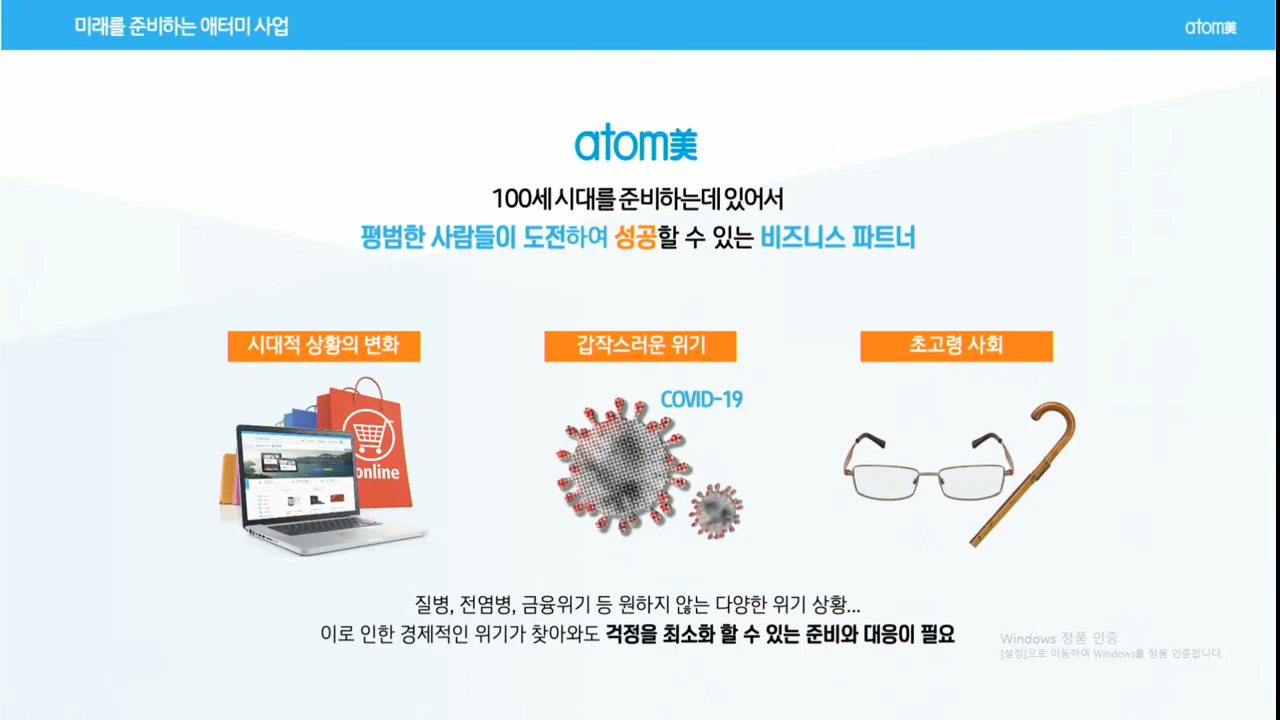 미래를 준비하는 애터미 사업
atom美
atom美
100세 시대를 준비하는데 있어서
평범한 사람들이 도전하여 성공할 수 있는 비즈니스 파트너
시대적 상황의 변화
갑작스러운 위기
초고령 사회
online
COVID-19
질병, 전염병, 금융위기 등 원하지 않는 다양한 위기 상황...
이로 인한 경제적인 위기가 찾아와도 걱정을 최소화 할 수 있는 준비와 대응이 필요
Windows 정품 인증
[설정]으로 이동하여 Windows를 정품 인증합니다.